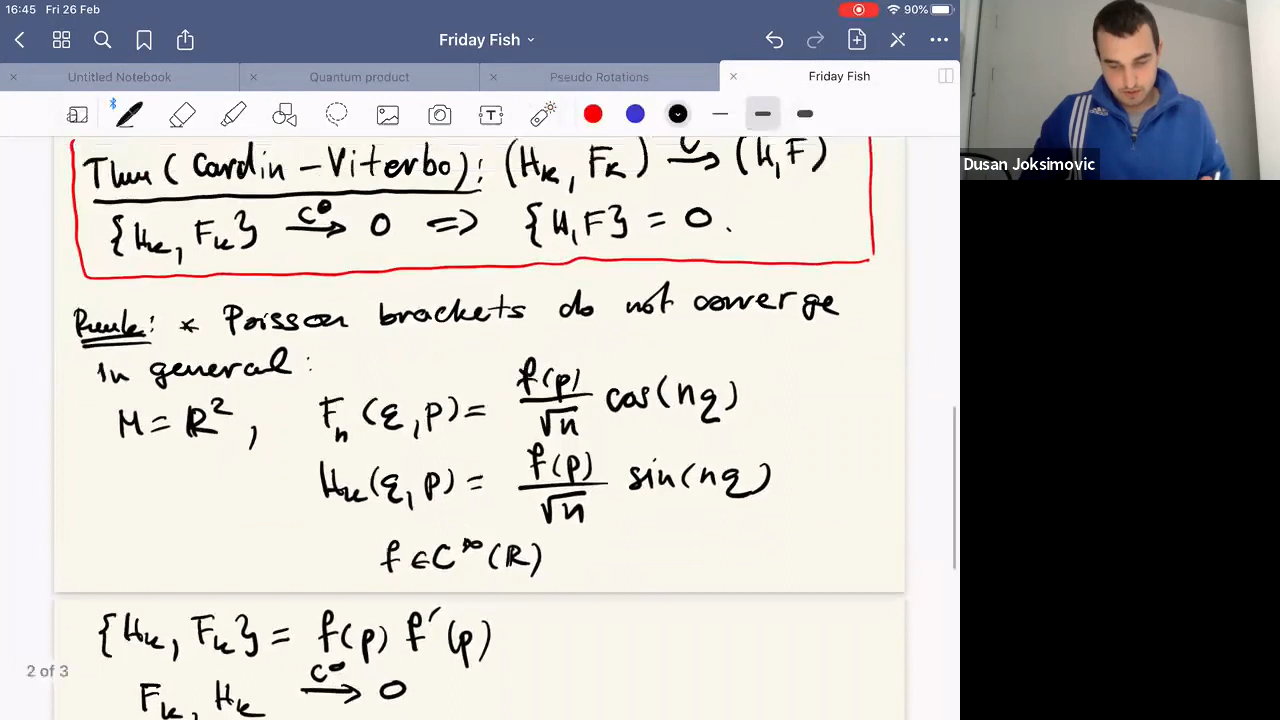 16:45 Fri 26 Feb
90%
Friday Fish
Untitled Notebook
Quantum product
Pseudo Rotations
Friday Fish
Dusan Joksimovic
Thm (Cardin - Viterbo): (Hk, Fk) → (H, F)
{Hk, Fk} C⁰→ 0 => {H, F} = 0.
Rmk: * Poisson brackets do not converge
in general:
M = R², Fn (q, p) = f(p)/√n cos(nq)
Hk(q, p) = f(p)/√n sin(nq)
f ∈ C^∞(R)
{Hk, Fk} = f(p) f'(p)
Fk, Hk C⁰→ 0
2 of 3